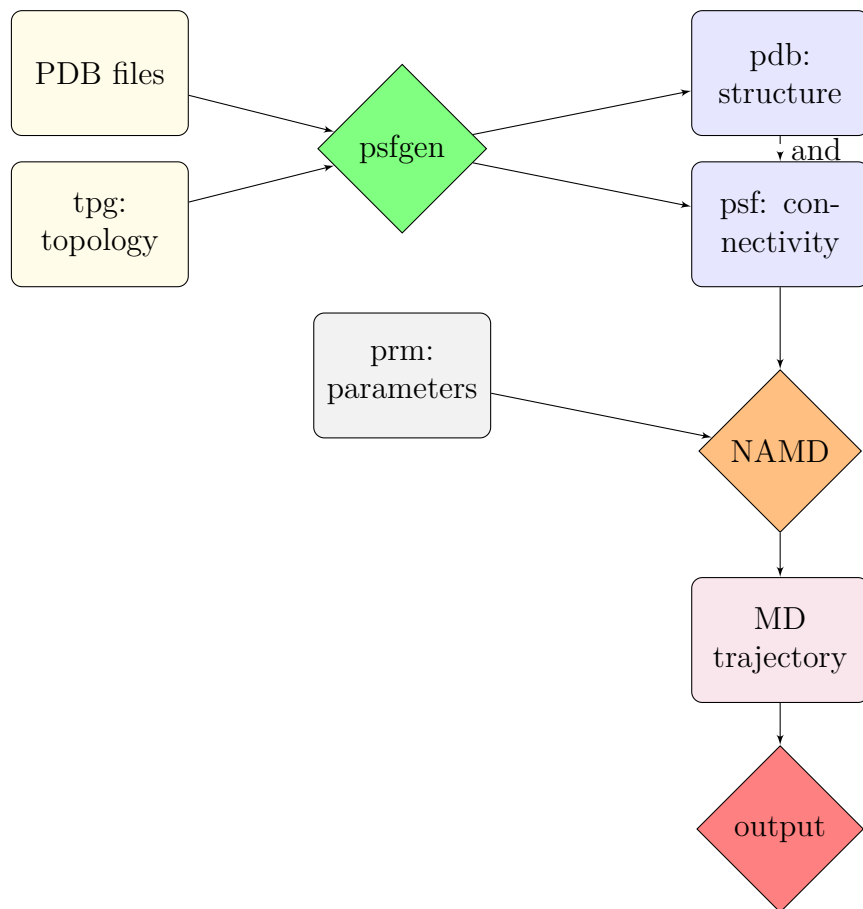 PDB files
tpg:
topology
psfgen
pdb:
structure
and
psf: con-
nectivity
prm:
parameters
NAMD
MD
trajectory
output